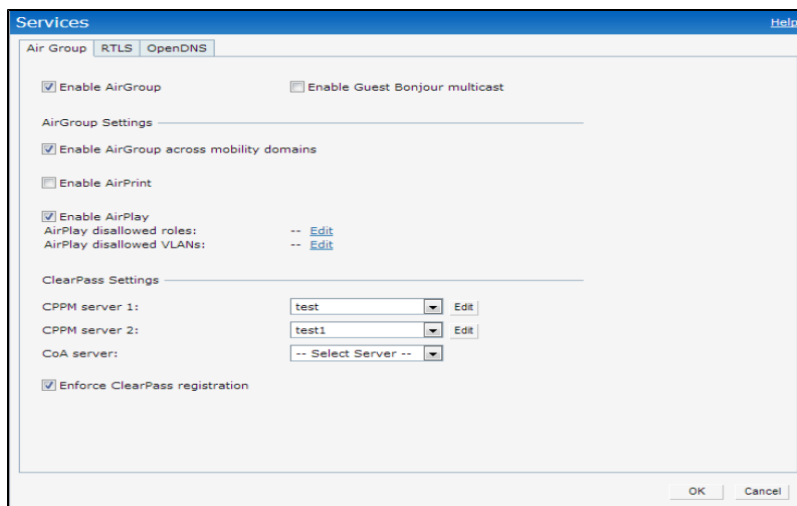 Services Help
Air Group RTLS OpenDNS
Enable AirGroup Enable Guest Bonjour multicast
AirGroup Settings
Enable AirGroup across mobility domains
Enable AirPrint
Enable AirPlay
AirPlay disallowed roles: -- Edit
AirPlay disallowed VLANs: -- Edit
ClearPass Settings
CPPM server 1: test Edit
CPPM server 2: test1 Edit
CoA server: -- Select Server --
Enforce ClearPass registration
OK Cancel